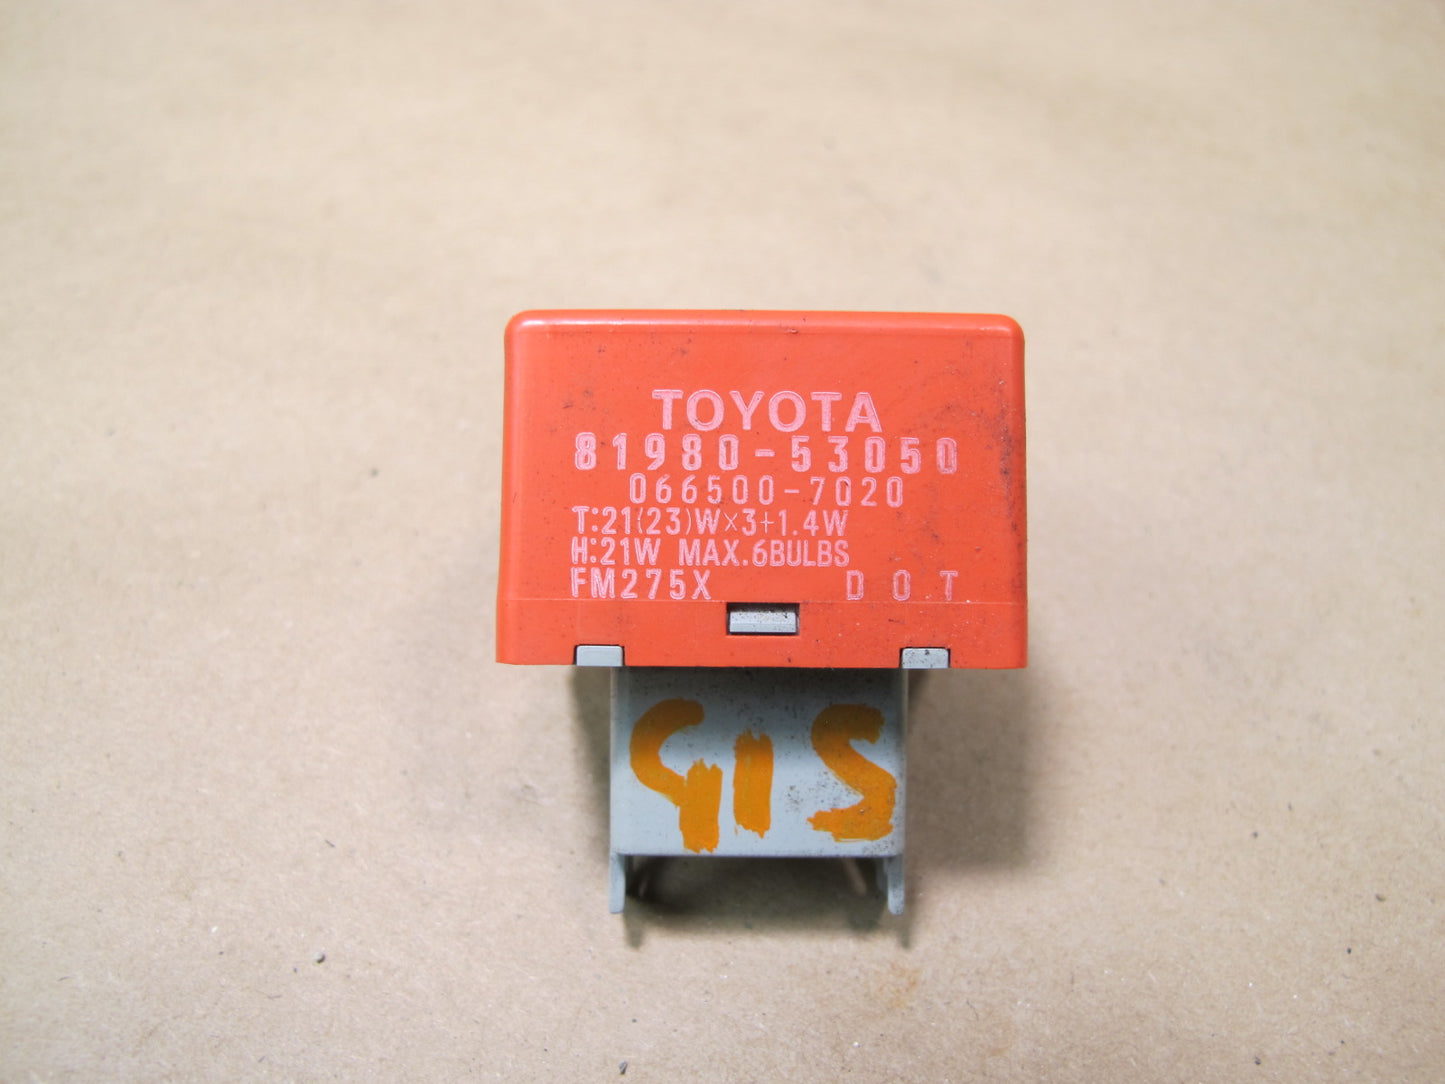 TOYOTA
81980-53050
066500-7020
T:21(23)W×3+1.4W
H:21W MAX.6BULBS
FM275X DOT
GIS